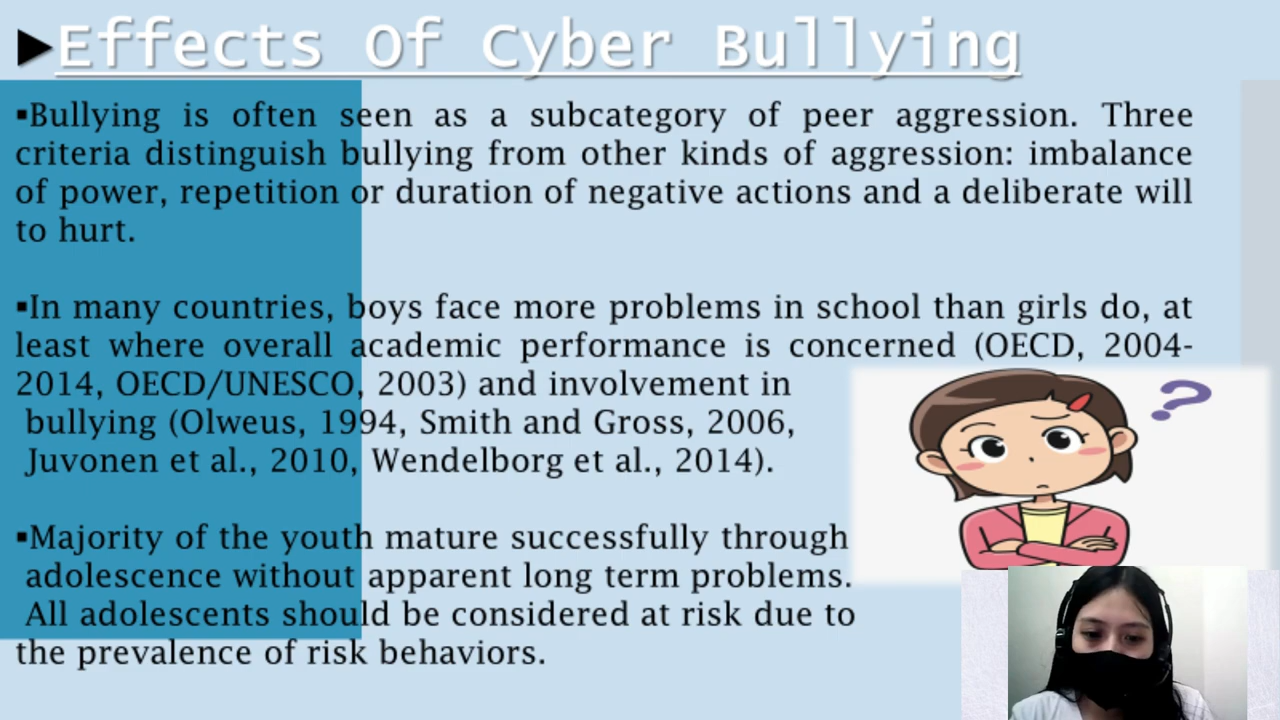 ▶Effects Of Cyber Bullying
▪Bullying is often seen as a subcategory of peer aggression. Three
criteria distinguish bullying from other kinds of aggression: imbalance
of power, repetition or duration of negative actions and a deliberate will
to hurt.
▪In many countries, boys face more problems in school than girls do, at
least where overall academic performance is concerned (OECD, 2004-
2014, OECD/UNESCO, 2003) and involvement in
bullying (Olweus, 1994, Smith and Gross, 2006,
Juvonen et al., 2010, Wendelborg et al., 2014).
▪Majority of the youth mature successfully through
adolescence without apparent long term problems.
All adolescents should be considered at risk due to
the prevalence of risk behaviors.
?